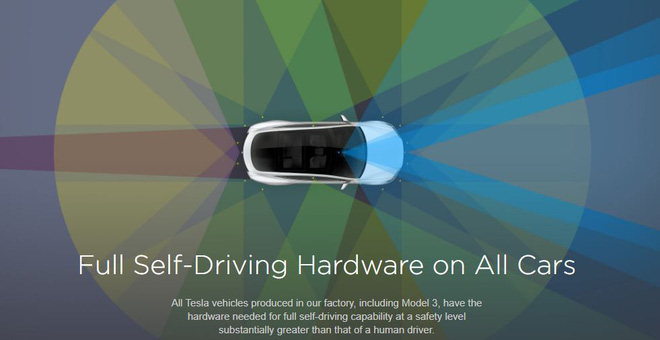 Full Self-Driving Hardware on All Cars
All Tesla vehicles produced in our factory, including Model 3, have the
hardware needed for full self-driving capability at a safety level
substantially greater than that of a human driver.